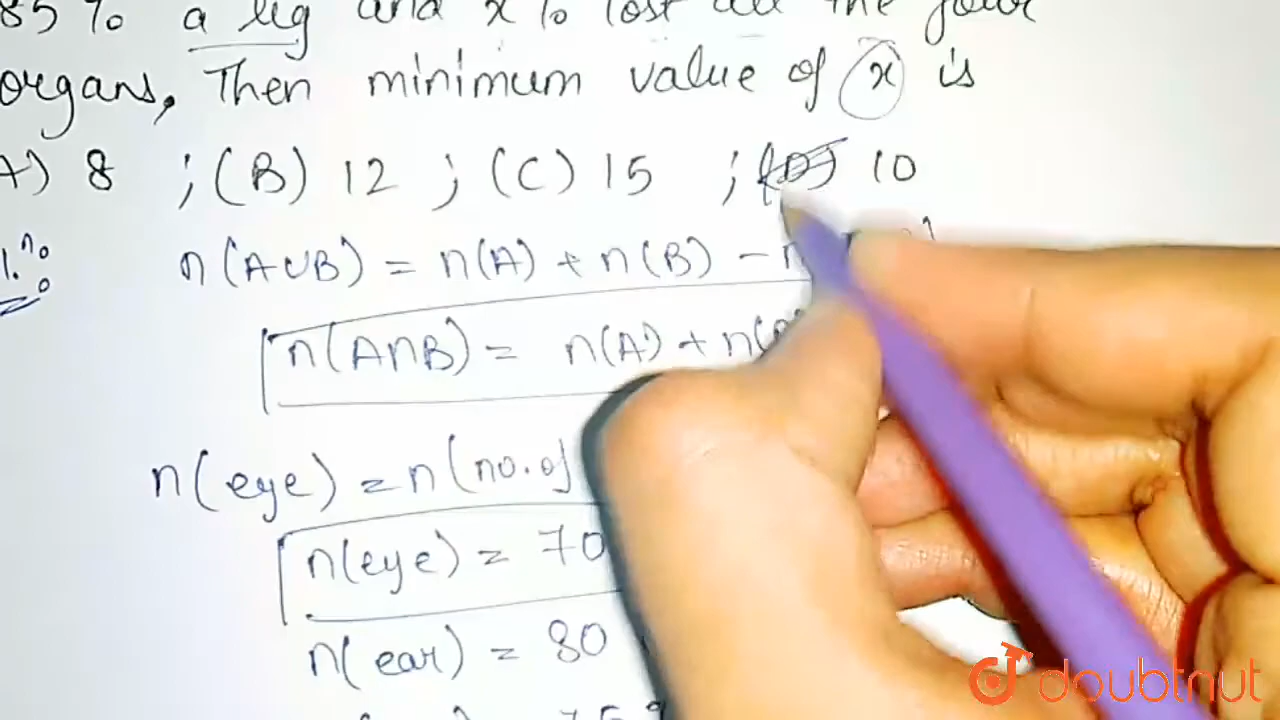 85% a leg and x% lost all the four
organs, Then minimum value of x is
A) 8 ; (B) 12 ; (C) 15 ; (D) 10
n(A∪B) = n(A) + n(B) - n
n(A∩B) = n(A) + n(
n(eye) = n(no. of
n(eye) = 70
n(ear) = 80
doubtnut